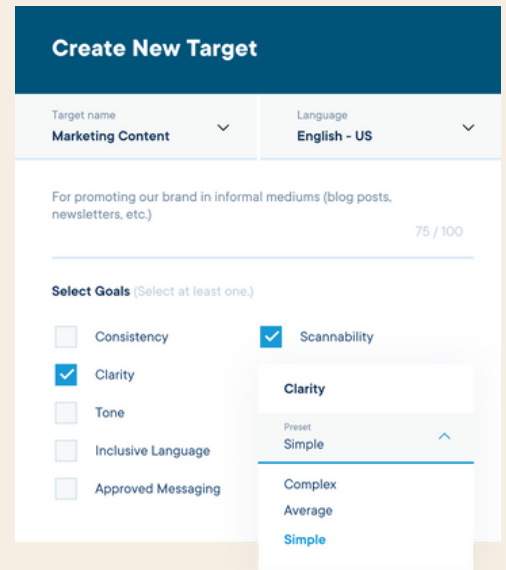 Create New Target
Target name
Marketing Content
Language
English - US
For promoting our brand in informal mediums (blog posts,
newsletters, etc.)
75 / 100
Select Goals (Select at least one.)
Consistency
Scannability
Clarity
Tone
Inclusive Language
Approved Messaging
Clarity
Preset
Simple
Complex
Average
Simple